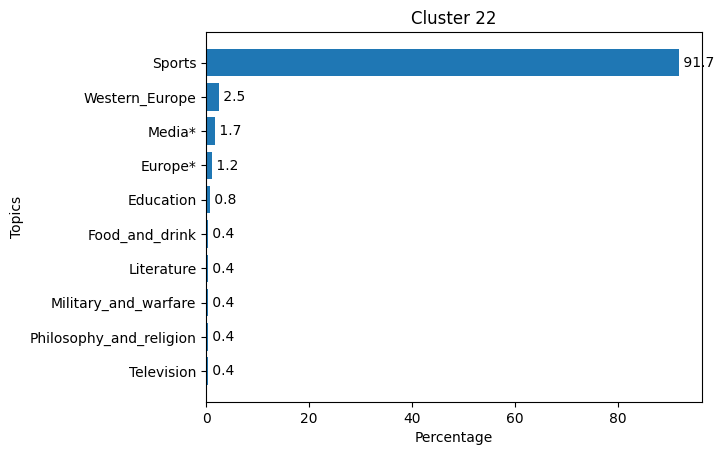 Cluster 22
Sports 91.7
Western_Europe 2.5
Media* 1.7
Europe* 1.2
Education 0.8
Food_and_drink 0.4
Literature 0.4
Military_and_warfare 0.4
Philosophy_and_religion 0.4
Television 0.4
Topics
0 20 40 60 80
Percentage